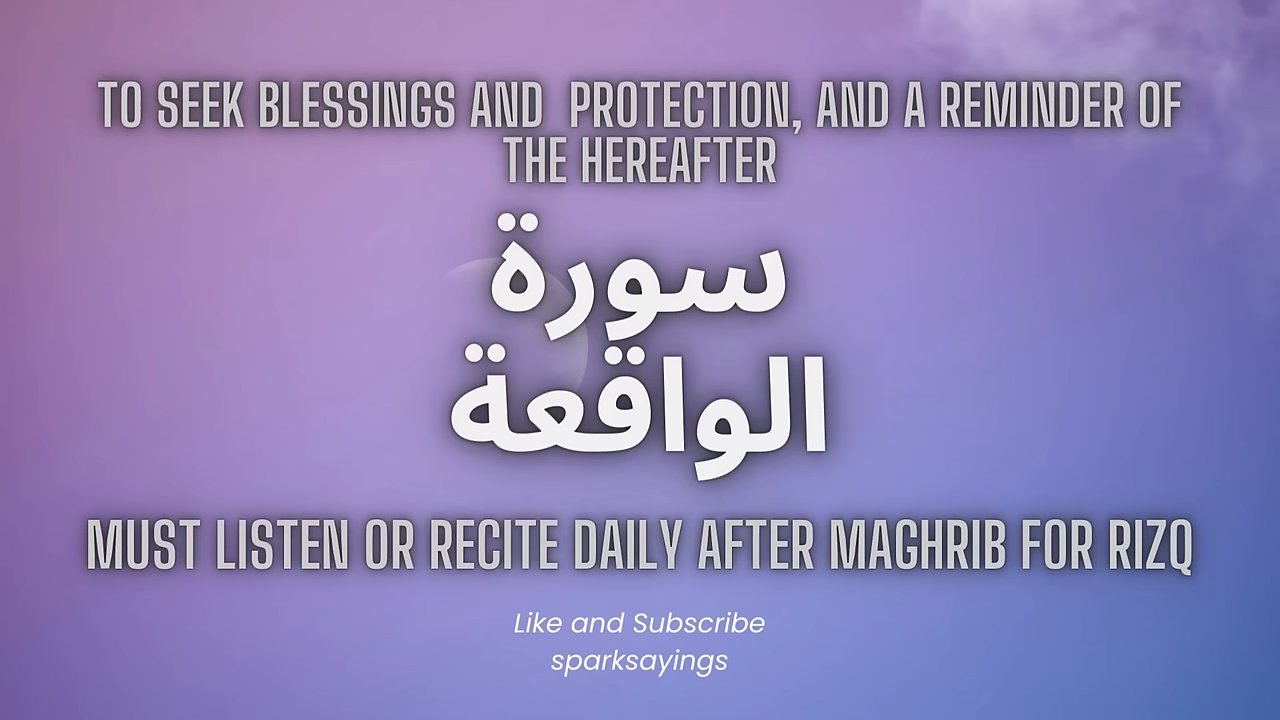 TO SEEK BLESSINGS AND PROTECTION, AND A REMINDER OF
THE HEREAFTER
سورة
الواقعة
MUST LISTEN OR RECITE DAILY AFTER MAGHRIB FOR RIZQ
Like and Subscribe
sparksayings